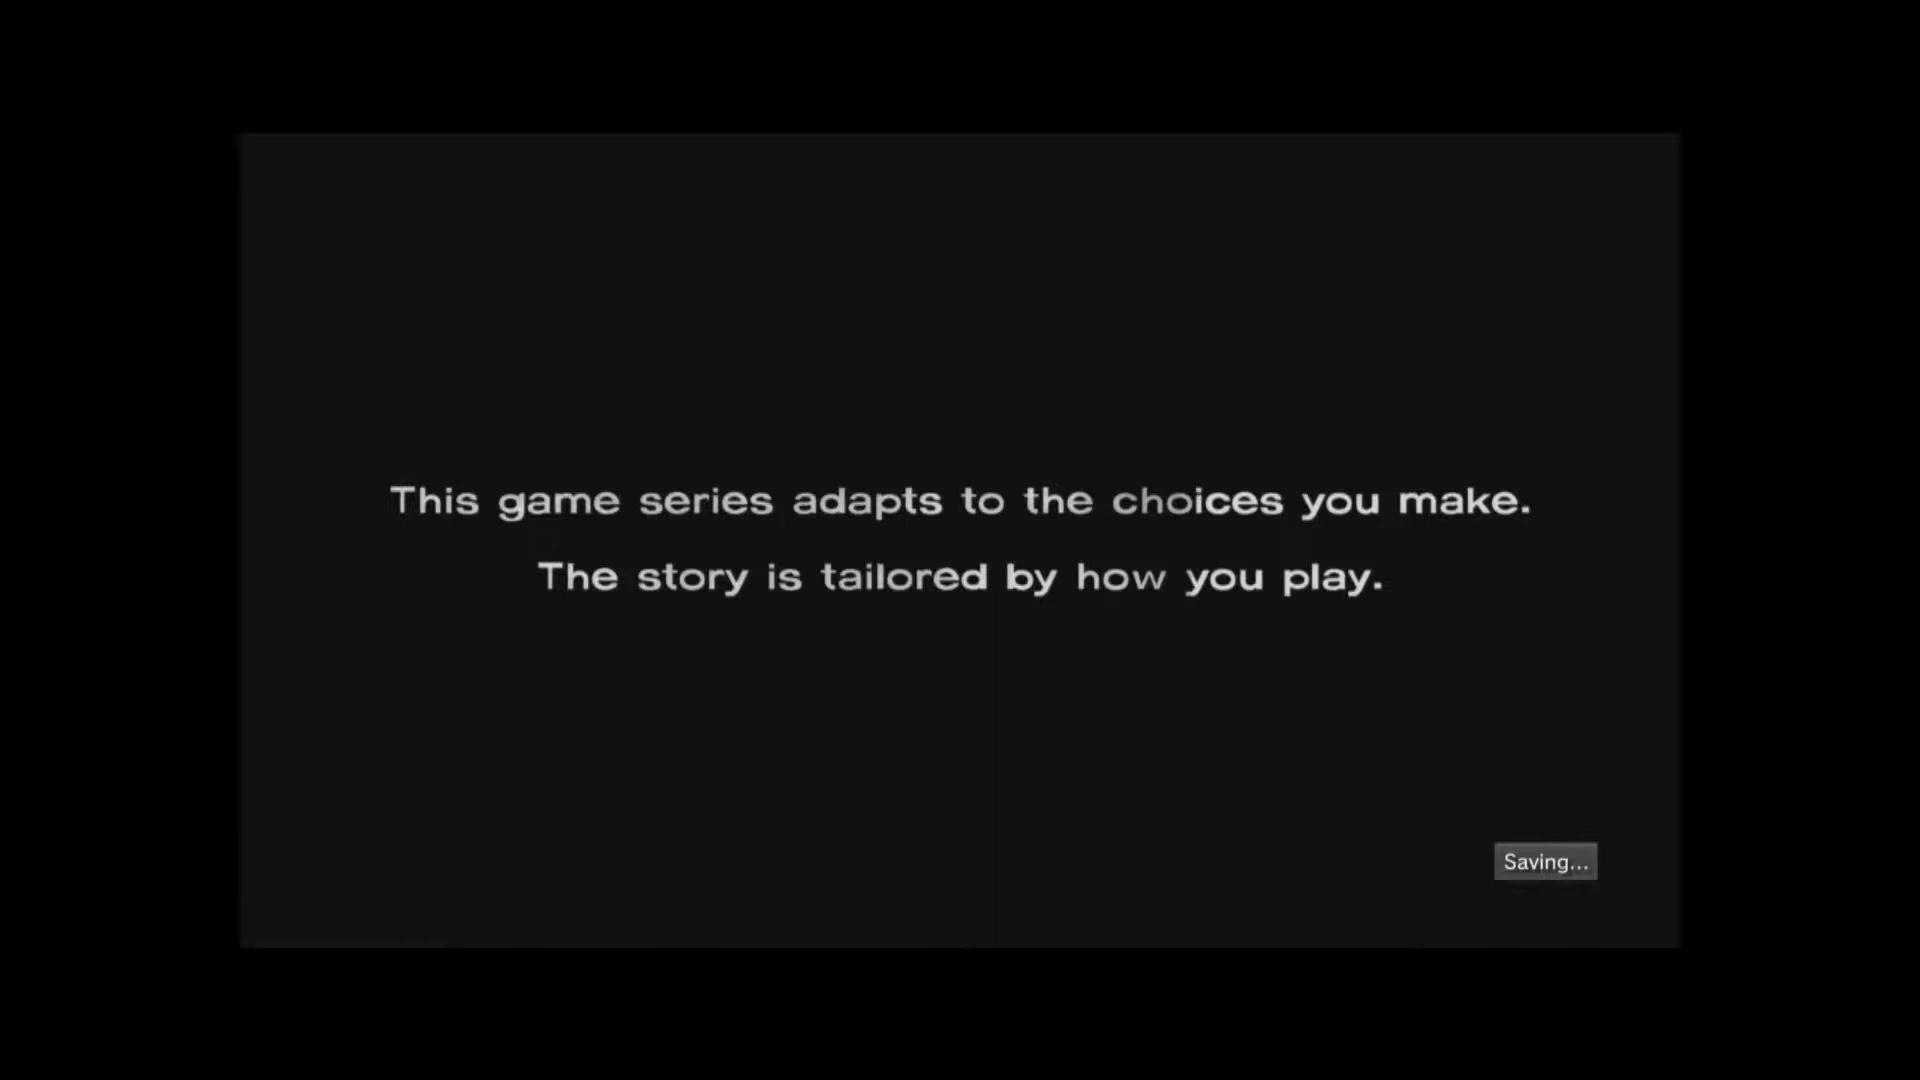 This game series adapts to the choices you make.
The story is tailored by how you play.
Saving...